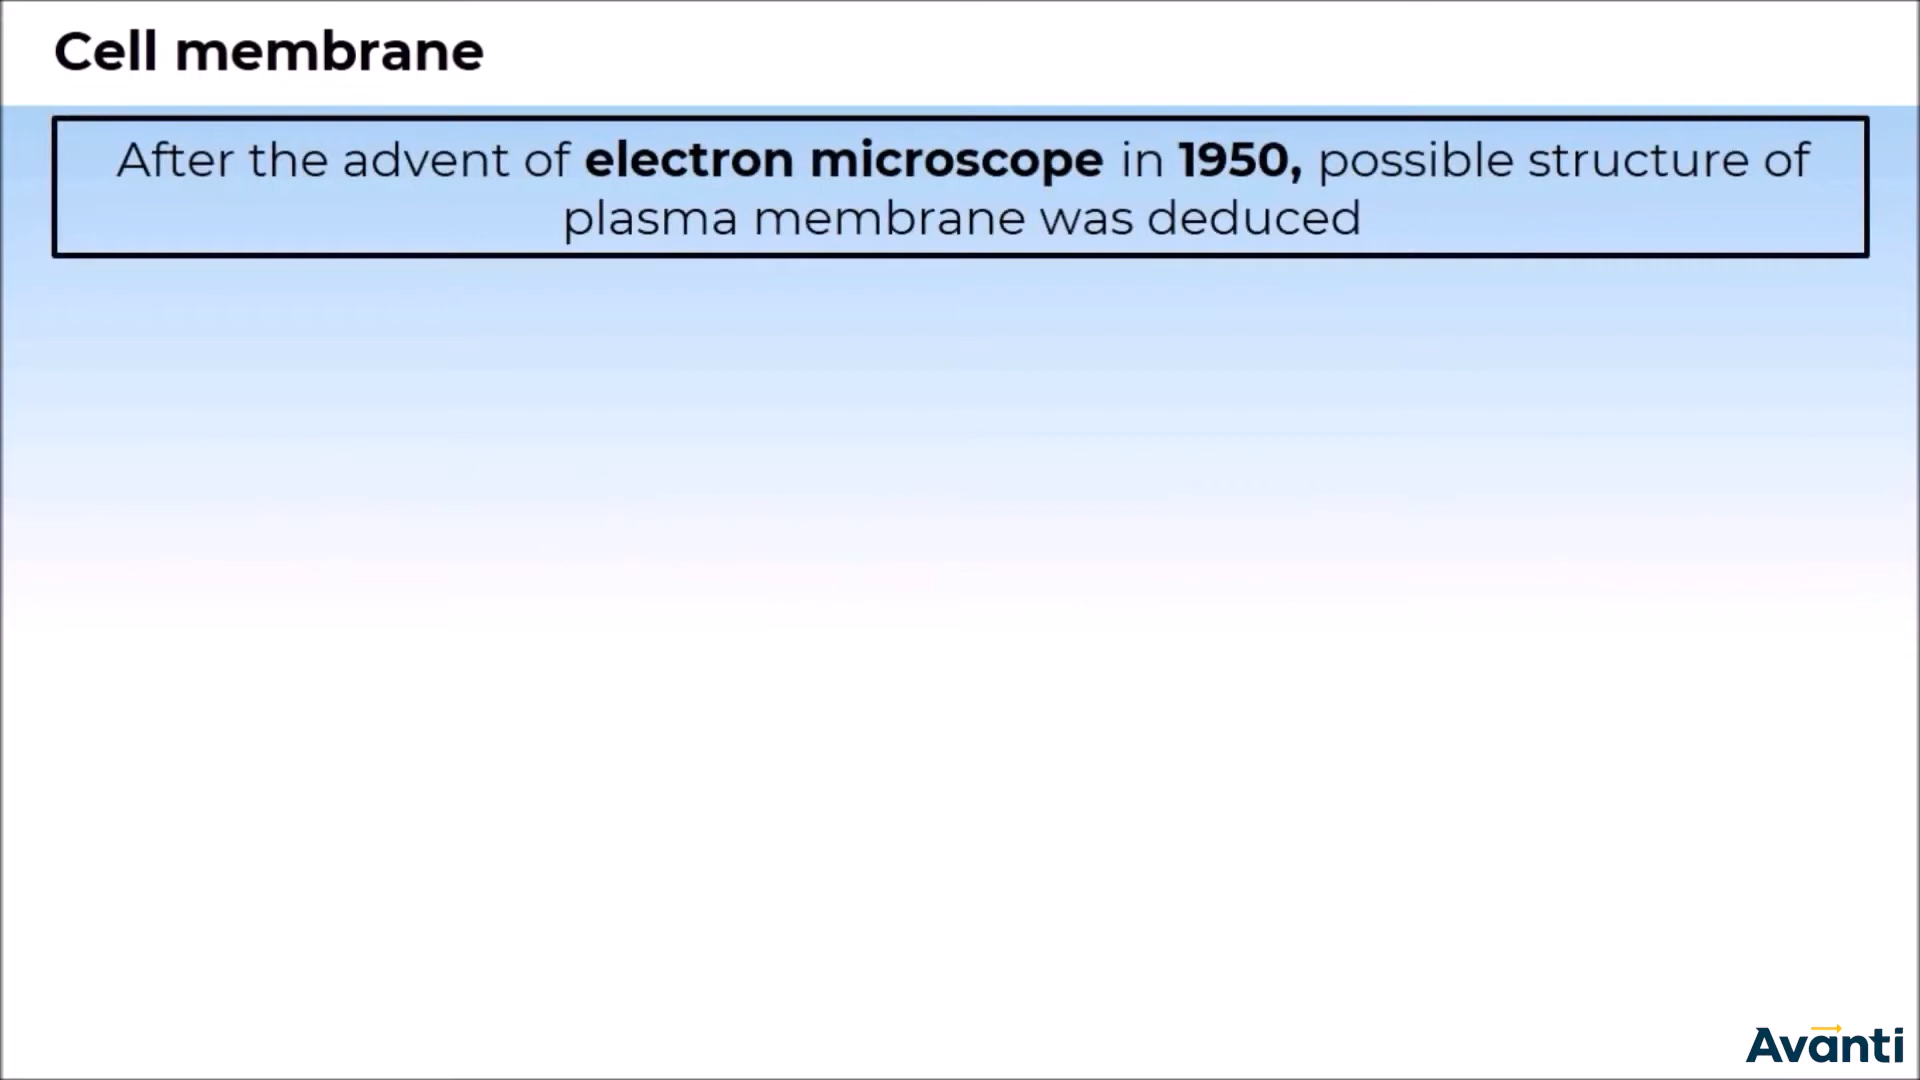 Cell membrane
After the advent of electron microscope in 1950, possible structure of
plasma membrane was deduced
Avanti